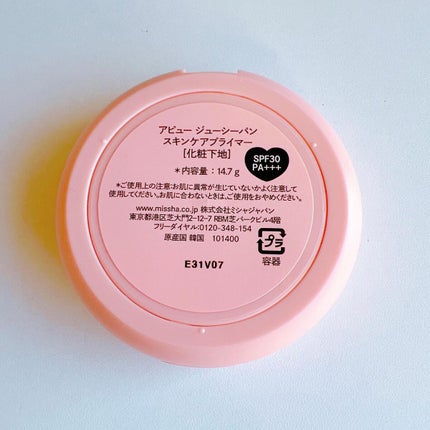 アピュー ジューシーパン
スキンケアプライマー
[化粧下地]
SPF30
PA+++
*内容量：14.7 g
*ご使用上の注意:お肌に異常が生じていないかよく注意して
使用してください。お肌に合わないときは、ご使用をおやめください。
www.missha.co.jp 株式会社ミシャジャパン
東京都港区芝大門2-12-7 RBM芝パークビル4階
フリーダイヤル:0120-348-154
原産国 韓国 101400
プラ
容器
E31V07